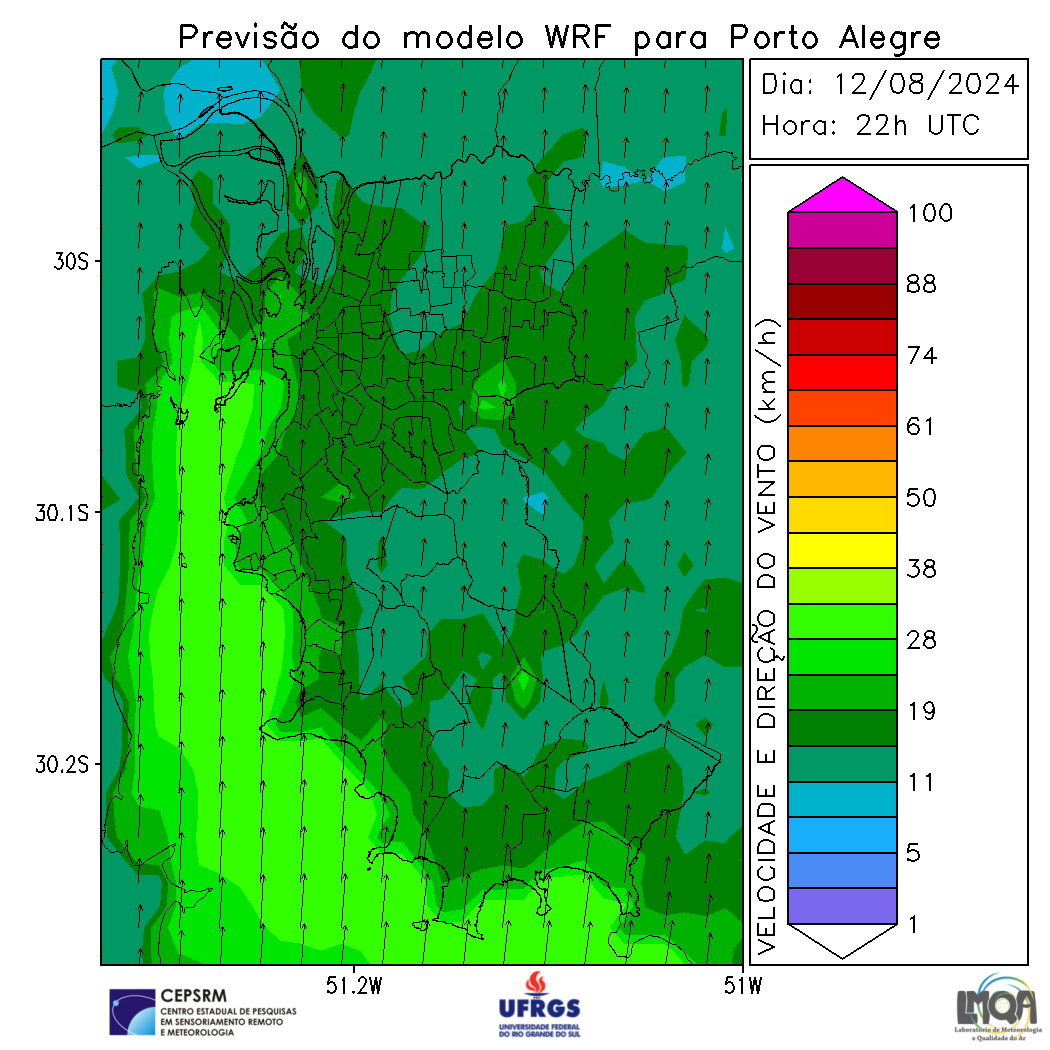 Previsão do modelo WRF para Porto Alegre
Dia: 12/08/2024
Hora: 22h UTC
30S
30.1S
30.2S
51.2W
51W
VELOCIDADE E DIREÇÃO DO VENTO (km/h)
100
88
74
61
50
38
28
19
11
5
1
CEPSRM
CENTRO ESTADUAL DE PESQUISAS
EM SENSORIAMENTO REMOTO
E METEOROLOGIA
UFRGS
UNIVERSIDADE FEDERAL
DO RIO GRANDE DO SUL
LMQA
Laboratório de Meteorologia
e Qualidade do Ar